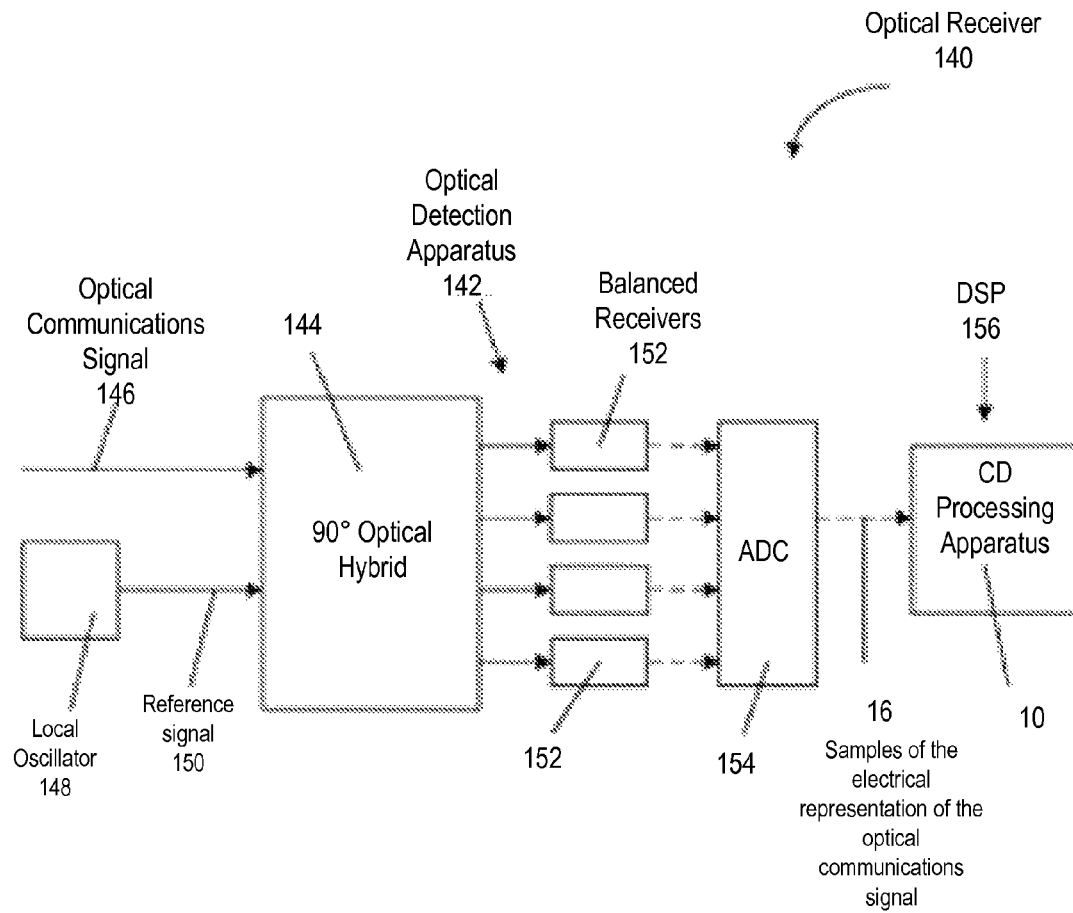 Optical Receiver
140
Optical
Detection
Apparatus
142
Optical
Communications
Signal
146
144
Balanced
Receivers
152
DSP
156
90° Optical
Hybrid
ADC
CD
Processing
Apparatus
Local
Oscillator
148
Reference
signal
150
152
154
16
Samples of the
electrical
representation of the
optical
communications
signal
10